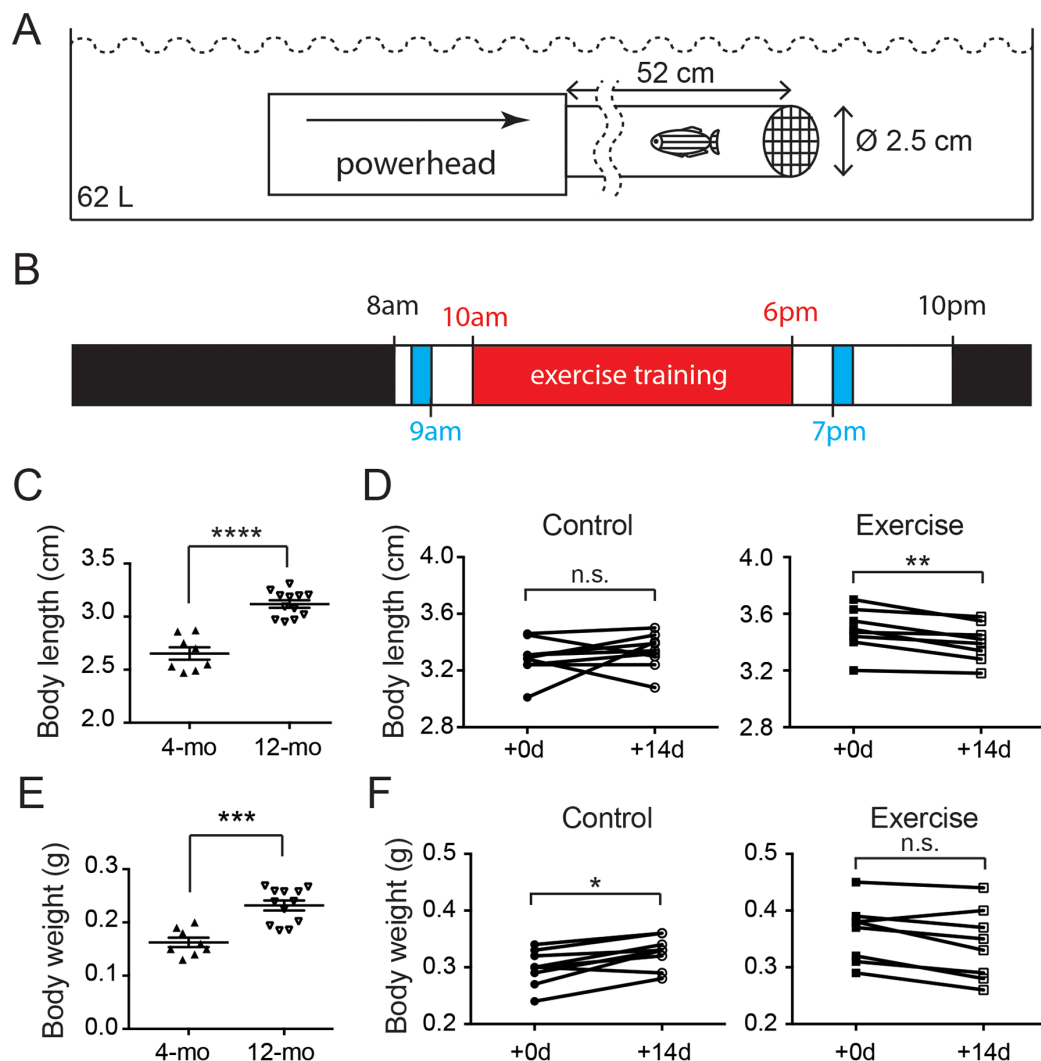 A
52 cm
powerhead
Ø 2.5 cm
62 L
B
8am
10am
6pm
10pm
exercise training
9am
7pm
C
Body length (cm)
3.5
3.0
2.5
2.0
****
4-mo
12-mo
D
Control
Exercise
Body length (cm)
4.0
3.6
3.2
2.8
n.s.
+0d
+14d
4.0
3.6
3.2
2.8
**
+0d
+14d
E
Body weight (g)
0.3
0.2
0.1
0.0
***
4-mo
12-mo
F
Control
Exercise
Body weight (g)
0.5
0.4
0.3
0.2
*
+0d
+14d
0.5
0.4
0.3
0.2
n.s.
+0d
+14d